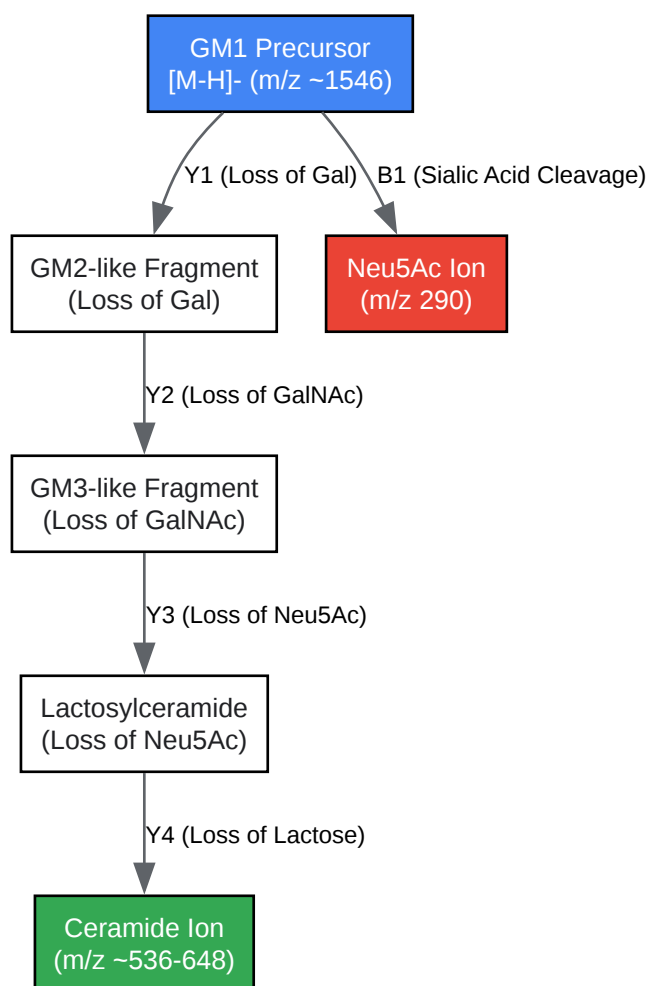 GM1 Precursor
[M-H]- (m/z ~1546)
Y1 (Loss of Gal)
B1 (Sialic Acid Cleavage)
GM2-like Fragment
(Loss of Gal)
Neu5Ac Ion
(m/z 290)
Y2 (Loss of GalNAc)
GM3-like Fragment
(Loss of GalNAc)
Y3 (Loss of Neu5Ac)
Lactosylceramide
(Loss of Neu5Ac)
Y4 (Loss of Lactose)
Ceramide Ion
(m/z ~536-648)